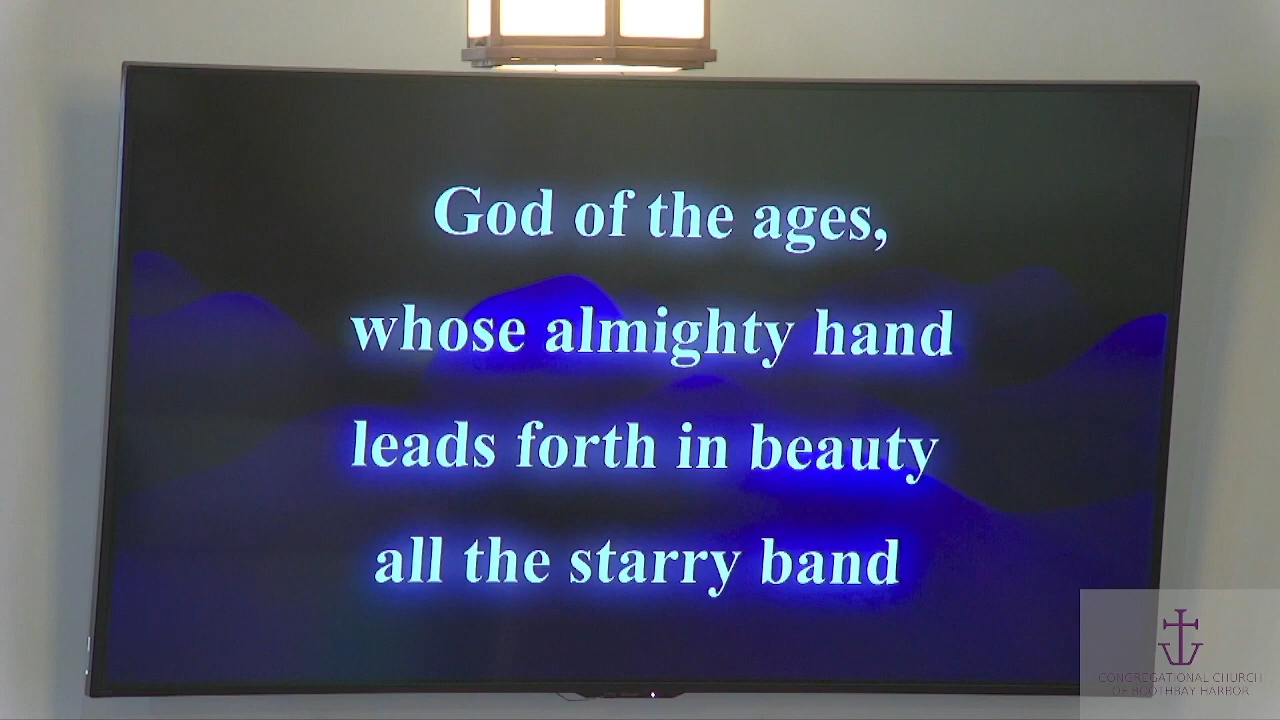 God of the ages,
whose almighty hand
leads forth in beauty
all the starry band
CONGREGATIONAL CHURCH
OF BOOTHBAY HARBOR